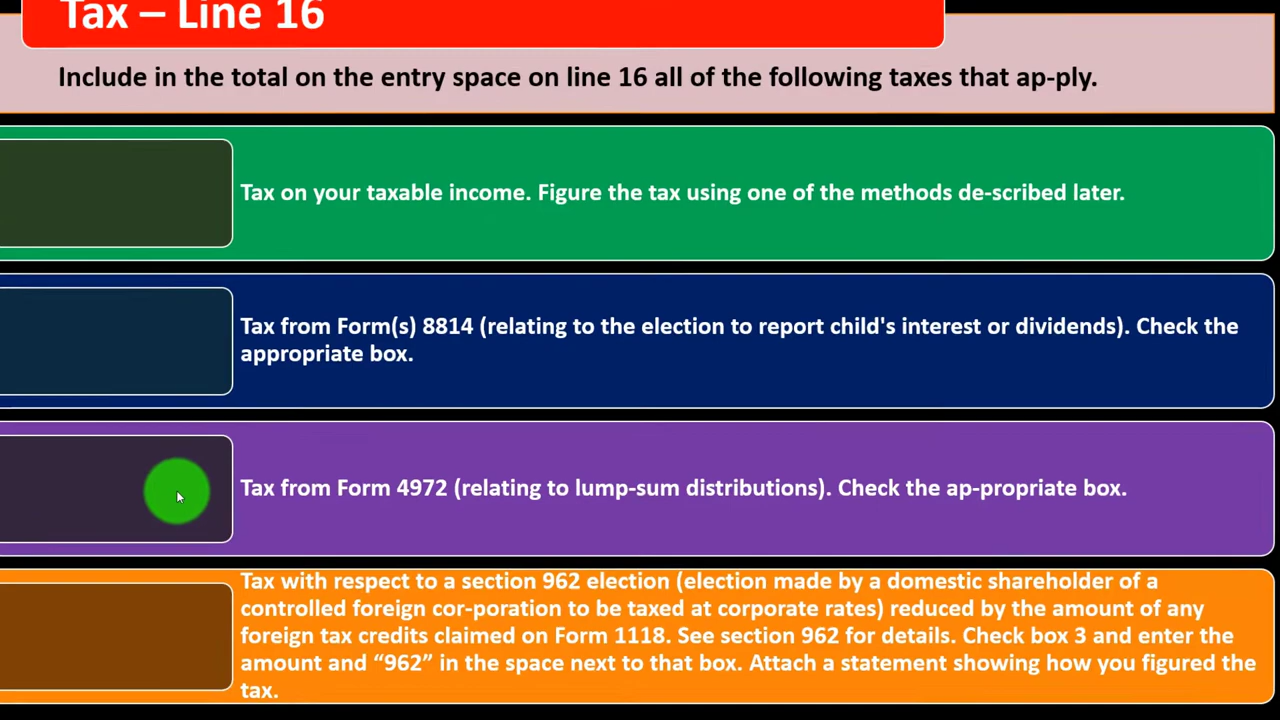 Tax – Line 16
Include in the total on the entry space on line 16 all of the following taxes that ap-ply.
Tax on your taxable income. Figure the tax using one of the methods de-scribed later.
Tax from Form(s) 8814 (relating to the election to report child's interest or dividends). Check the
appropriate box.
Tax from Form 4972 (relating to lump-sum distributions). Check the ap-propriate box.
Tax with respect to a section 962 election (election made by a domestic shareholder of a
controlled foreign cor-poration to be taxed at corporate rates) reduced by the amount of any
foreign tax credits claimed on Form 1118. See section 962 for details. Check box 3 and enter the
amount and “962” in the space next to that box. Attach a statement showing how you figured the
tax.